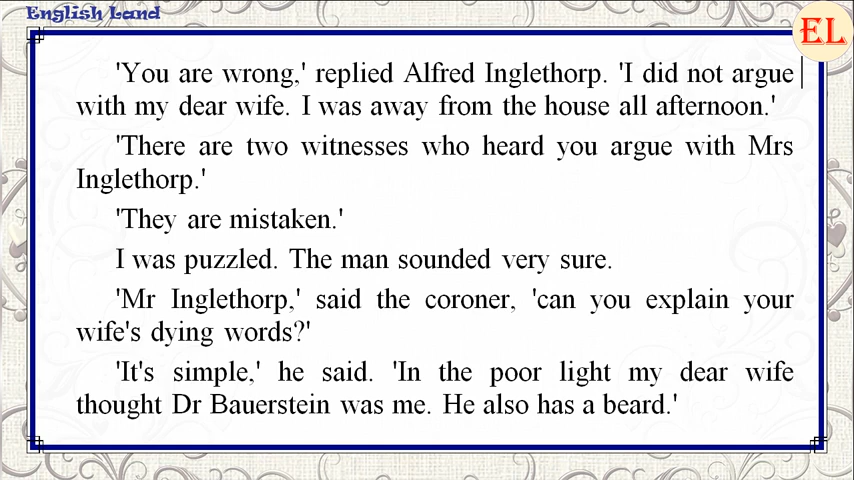 English Land
EL
'You are wrong,' replied Alfred Inglethorp. 'I did not argue
with my dear wife. I was away from the house all afternoon.'
'There are two witnesses who heard you argue with Mrs
Inglethorp.'
'They are mistaken.'
I was puzzled. The man sounded very sure.
'Mr Inglethorp,' said the coroner, 'can you explain your
wife's dying words?'
'It's simple,' he said. 'In the poor light my dear wife
thought Dr Bauerstein was me. He also has a beard.'